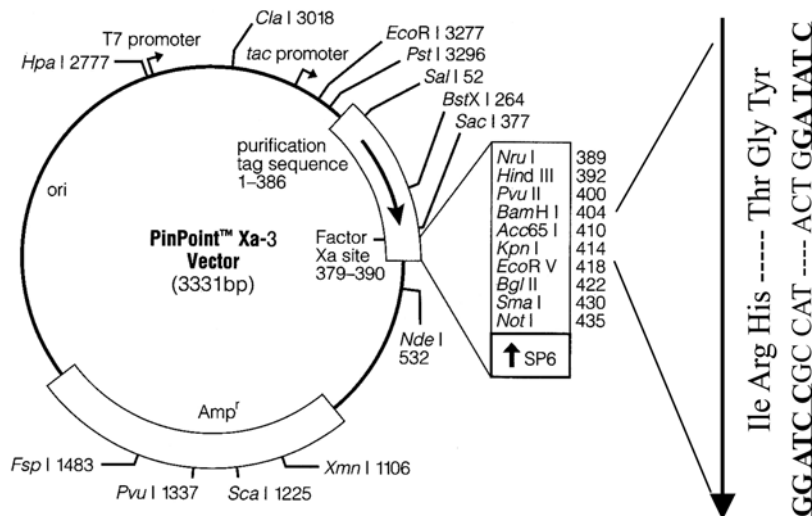 Cla I 3018
T7 promoter
EcoR I 3277
Hpa I 2777
tac promoter
Pst I 3296
Sal I 52
BstX I 264
Sac I 377
purification
tag sequence
1–386
ori
PinPoint™ Xa-3
Vector
(3331bp)
Factor
Xa site
379–390
Nru I 389
Hind III 392
Pvu II 400
BamH I 404
Acc65 I 410
Kpn I 414
EcoR V 418
Bgl II 422
Sma I 430
Not I 435
SP6
Nde I
532
Ampr
Fsp I 1483
Xmn I 1106
Pvu I 1337
Sca I 1225
Ile Arg His ----- Thr Gly Tyr
GG ATC CGC CAT ---- ACT GGA TAT C